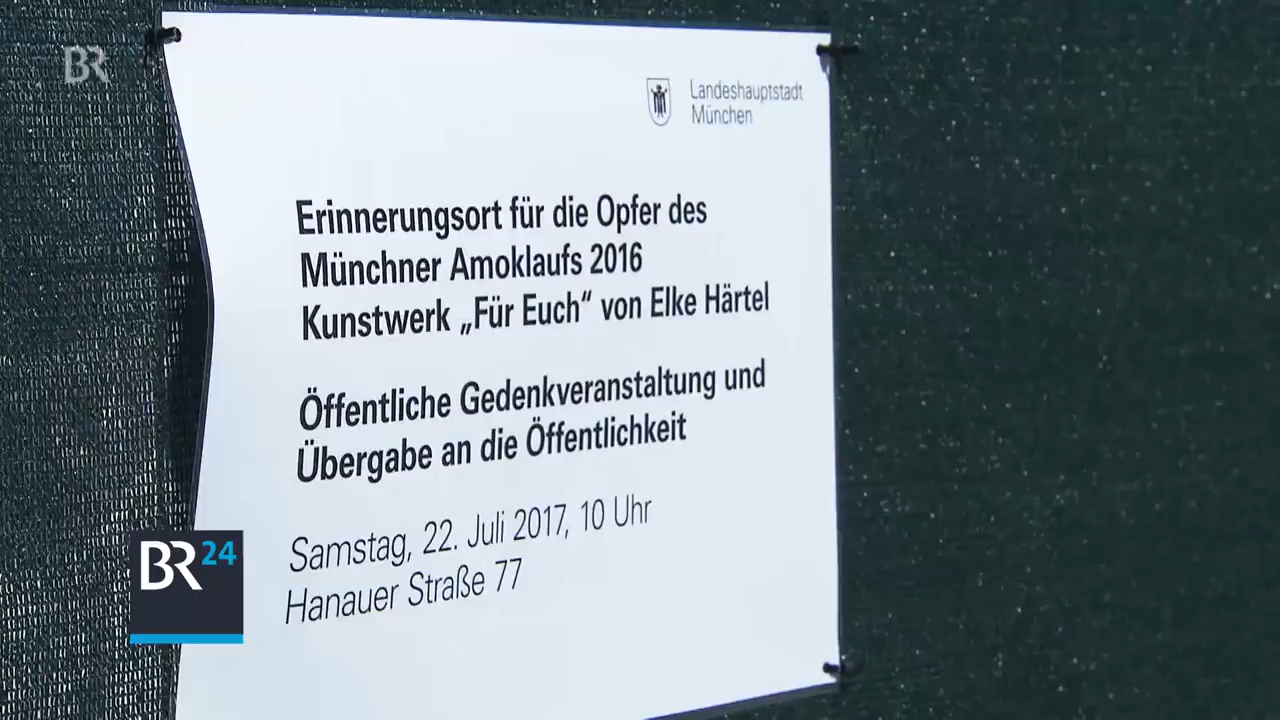 BR
Landeshauptstadt
München
Erinnerungsort für die Opfer des
Münchner Amoklaufs 2016
Kunstwerk „Für Euch“ von Elke Härtel
Öffentliche Gedenkveranstaltung und
Übergabe an die Öffentlichkeit
Samstag, 22. Juli 2017, 10 Uhr
Hanauer Straße 77
BR24